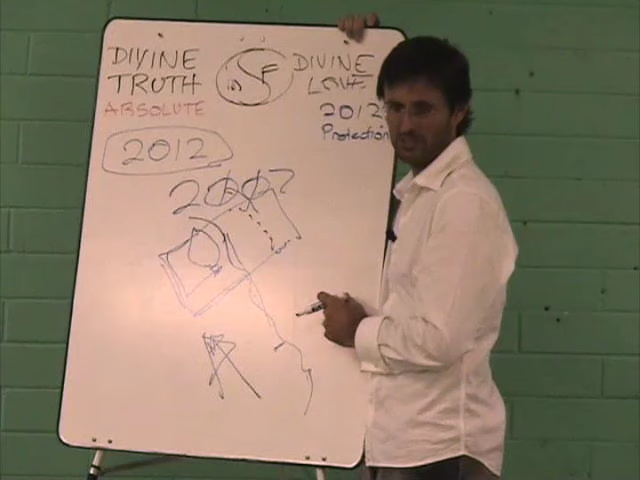 DIVINE
TRUTH
ABSOLUTE
2012
DIVINE
LOVE
2012
Protection